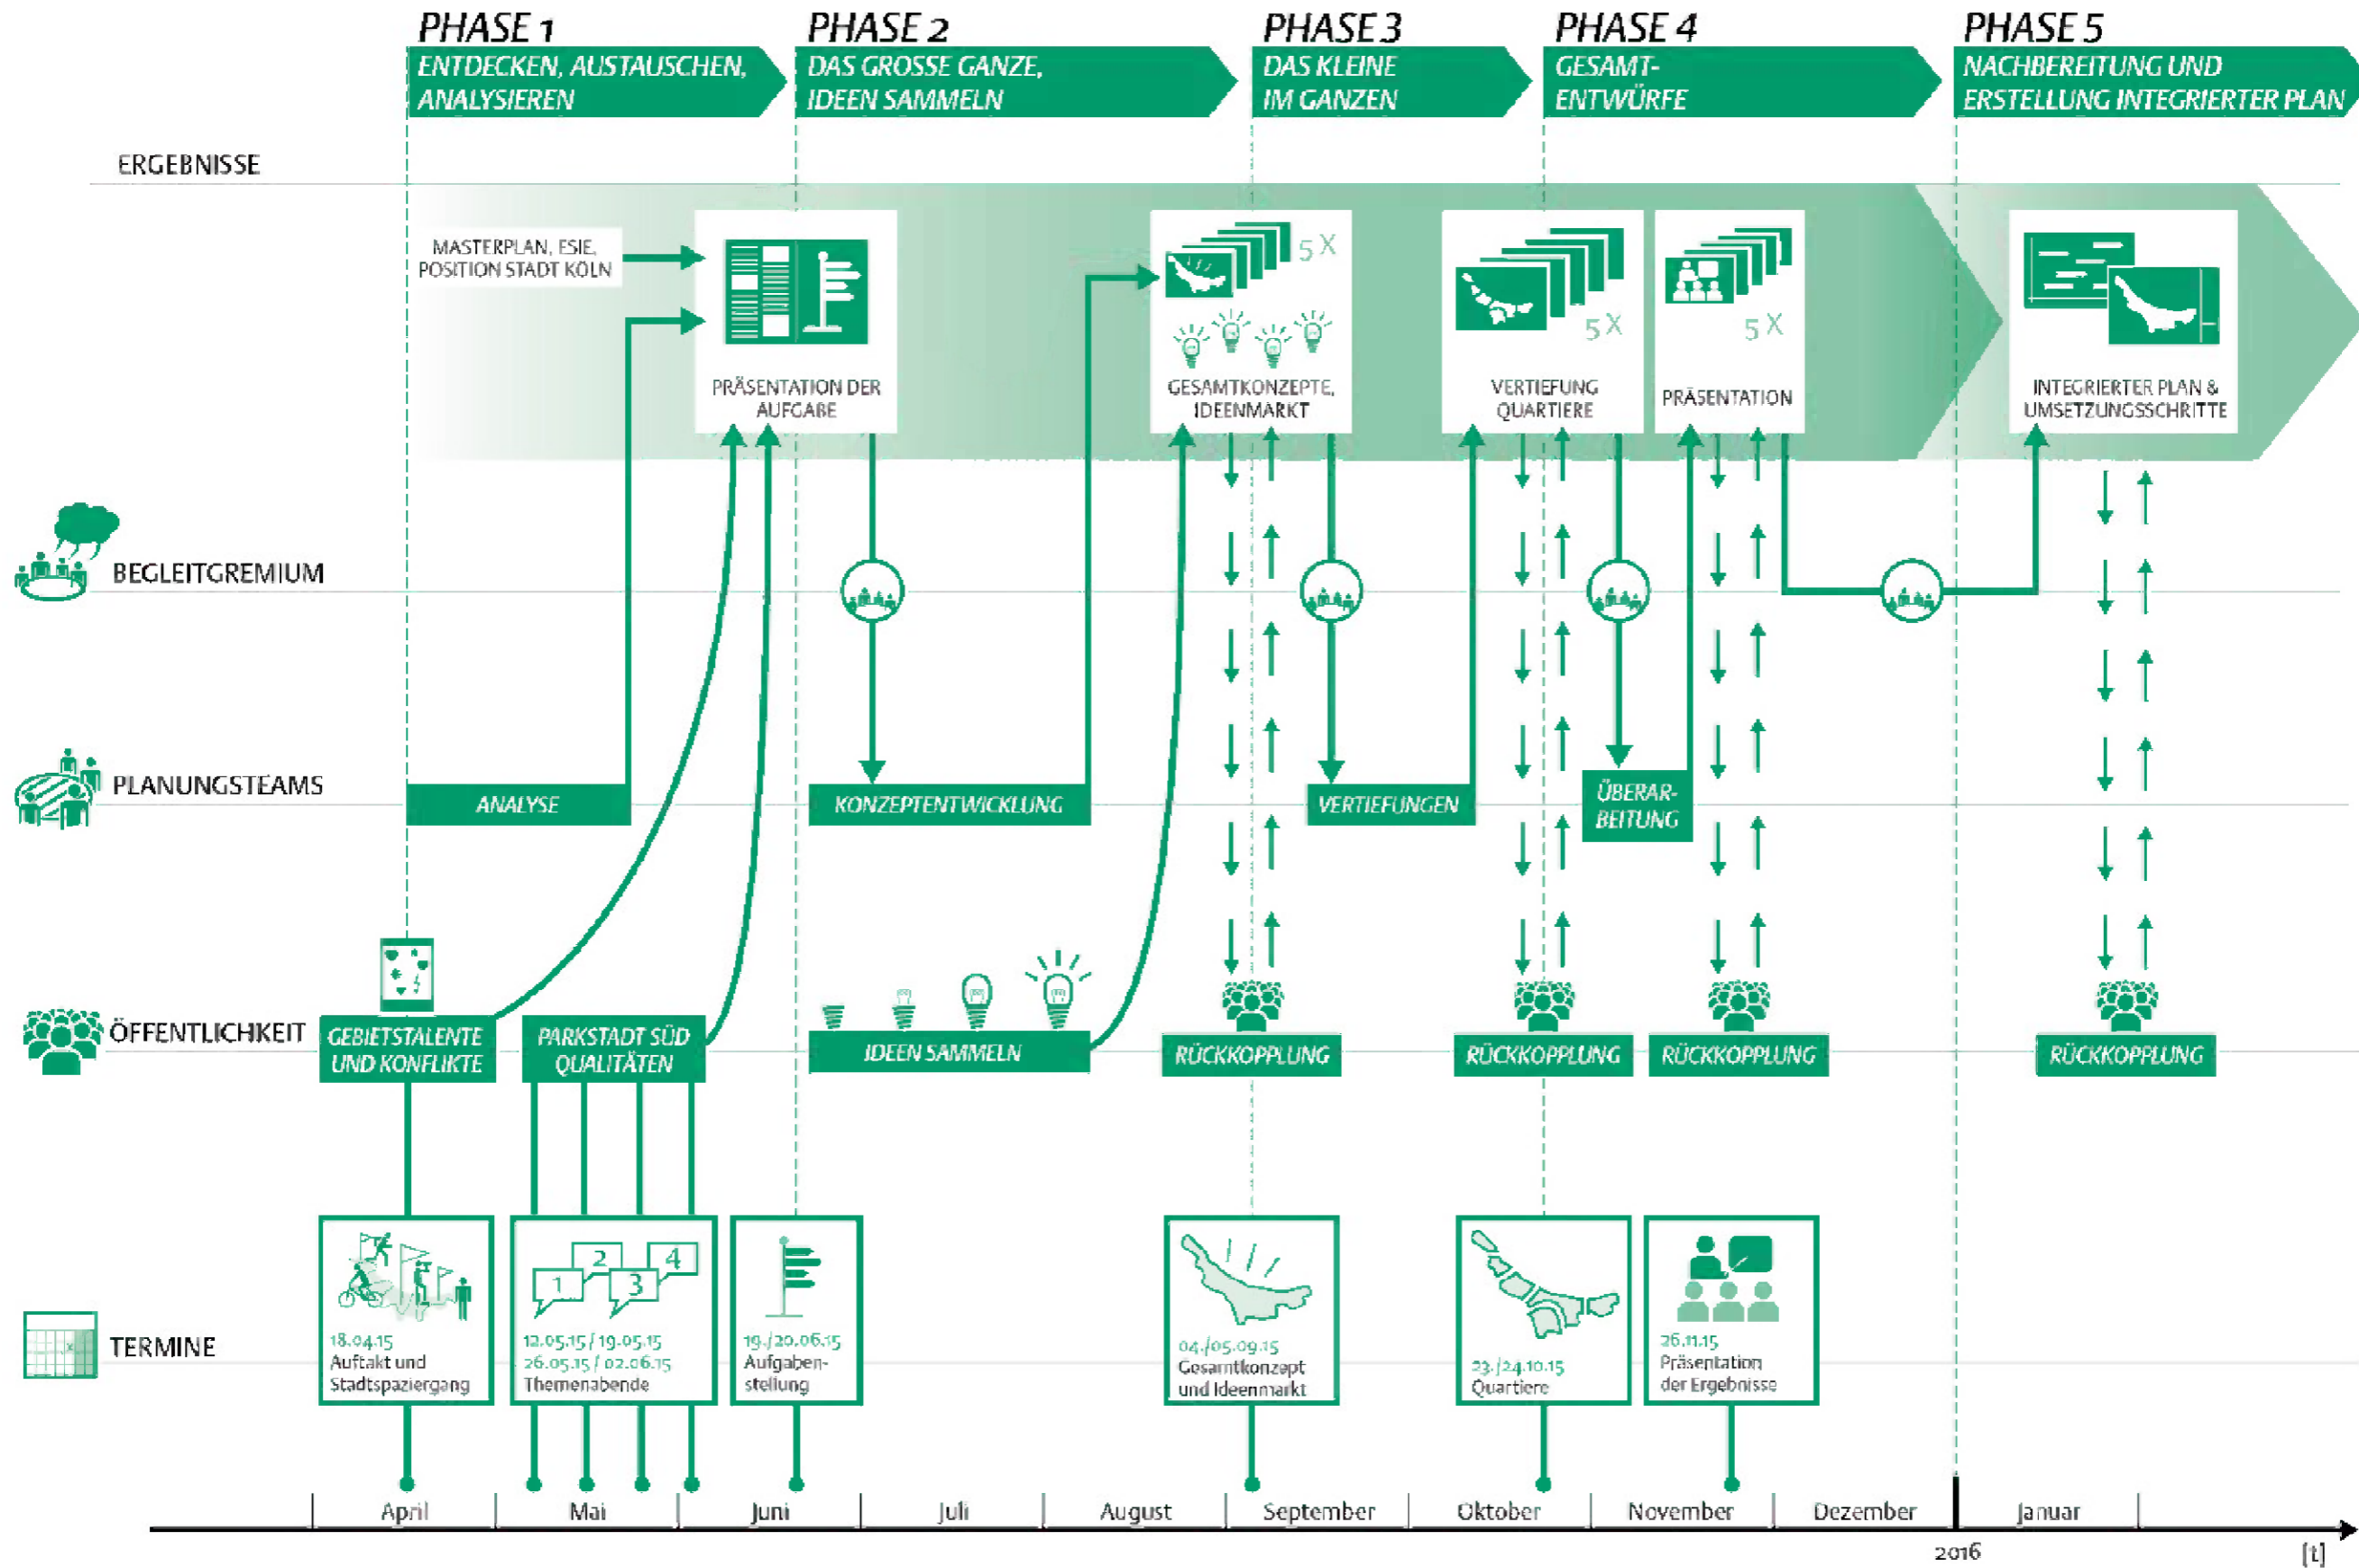 PHASE 1
ENTDECKEN, AUSTAUSCHEN,
ANALYSIEREN
PHASE 2
DAS GROSSE GANZE,
IDEEN SAMMELN
PHASE 3
DAS KLEINE
IM GANZEN
PHASE 4
GESAMT-
ENTWÜRFE
PHASE 5
NACHBEREITUNG UND
ERSTELLUNG INTEGRIERTER PLAN
ERGEBNISSE
MASTERPLAN, ESIE,
POSITION STADT KÖLN
PRÄSENTATION DER
AUFGABE
5 X
GESAMTKONZEPTE,
IDEENMARKT
5 X
VERTIEFUNG
QUARTIERE
5 X
PRÄSENTATION
INTEGRIERTER PLAN &
UMSETZUNGSSCHRITTE
BEGLEITGREMIUM
PLANUNGSTEAMS
ANALYSE
KONZEPTENTWICKLUNG
VERTIEFUNGEN
ÜBERAR-
BEITUNG
ÖFFENTLICHKEIT
GEBIETSTALENTE
UND KONFLIKTE
PARKSTADT SÜD
QUALITÄTEN
IDEEN SAMMELN
RÜCKKOPPLUNG
RÜCKKOPPLUNG
RÜCKKOPPLUNG
RÜCKKOPPLUNG
TERMINE
18.04.15
Auftakt und
Stadtspaziergang
1
2
3
4
12.05.15 / 19.05.15
26.05.15 / 02.06.15
Themenabende
19./20.06.15
Aufgaben-
stellung
04./05.09.15
Gesamtkonzept
und Ideenmarkt
23./24.10.15
Quartiere
26.11.15
Präsentation
der Ergebnisse
April
Mai
Juni
Juli
August
September
Oktober
November
Dezember
Januar
2016
[t]